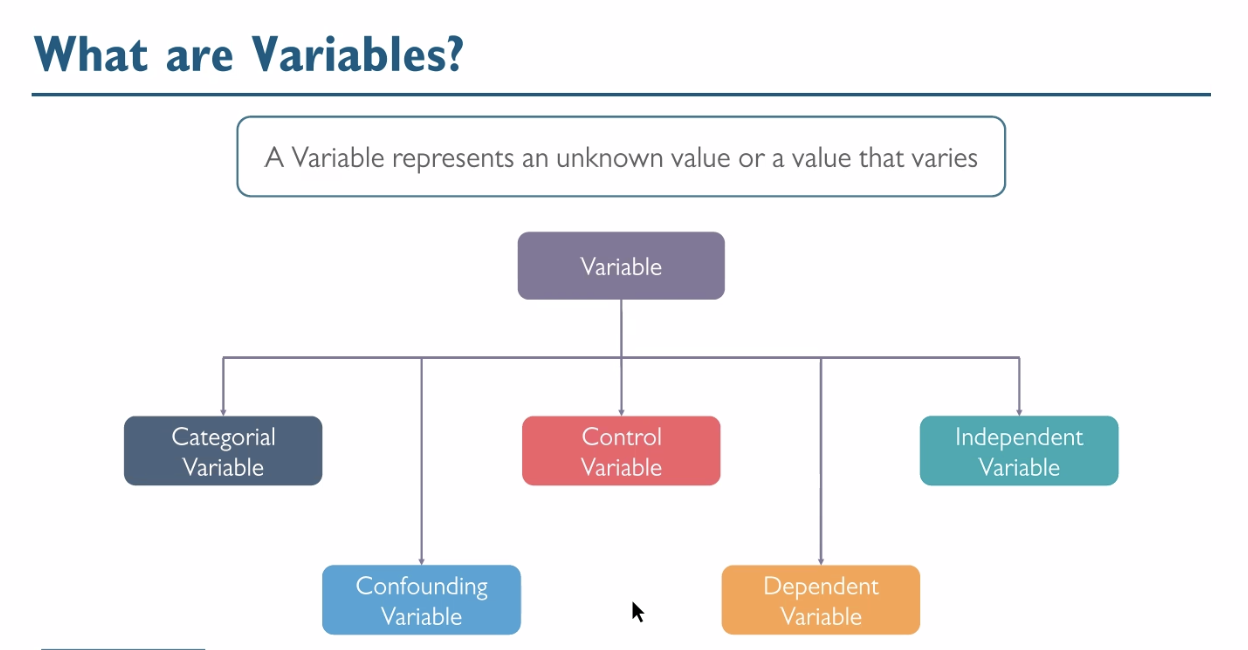 What are Variables?
A Variable represents an unknown value or a value that varies
Variable
Categorial
Variable
Control
Variable
Independent
Variable
Confounding
Variable
Dependent
Variable